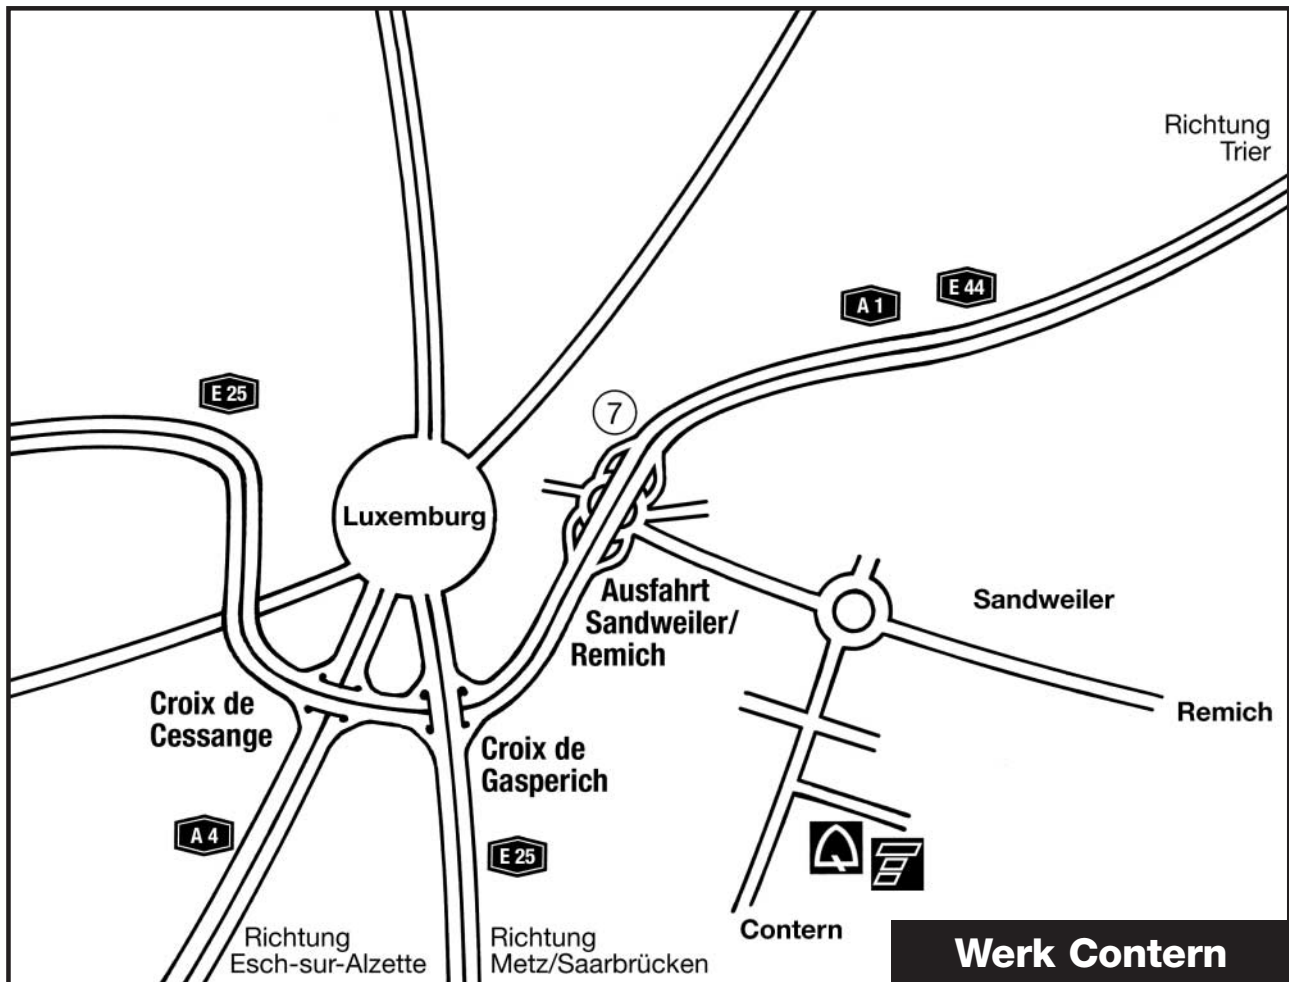 Richtung
Trier
E 44
A 1
E 25
7
Luxemburg
Ausfahrt
Sandweiler/
Remich
Sandweiler
Remich
Croix de
Cessange
Croix de
Gasperich
A 4
E 25
Contern
Richtung
Esch-sur-Alzette
Richtung
Metz/Saarbrücken
Werk Contern